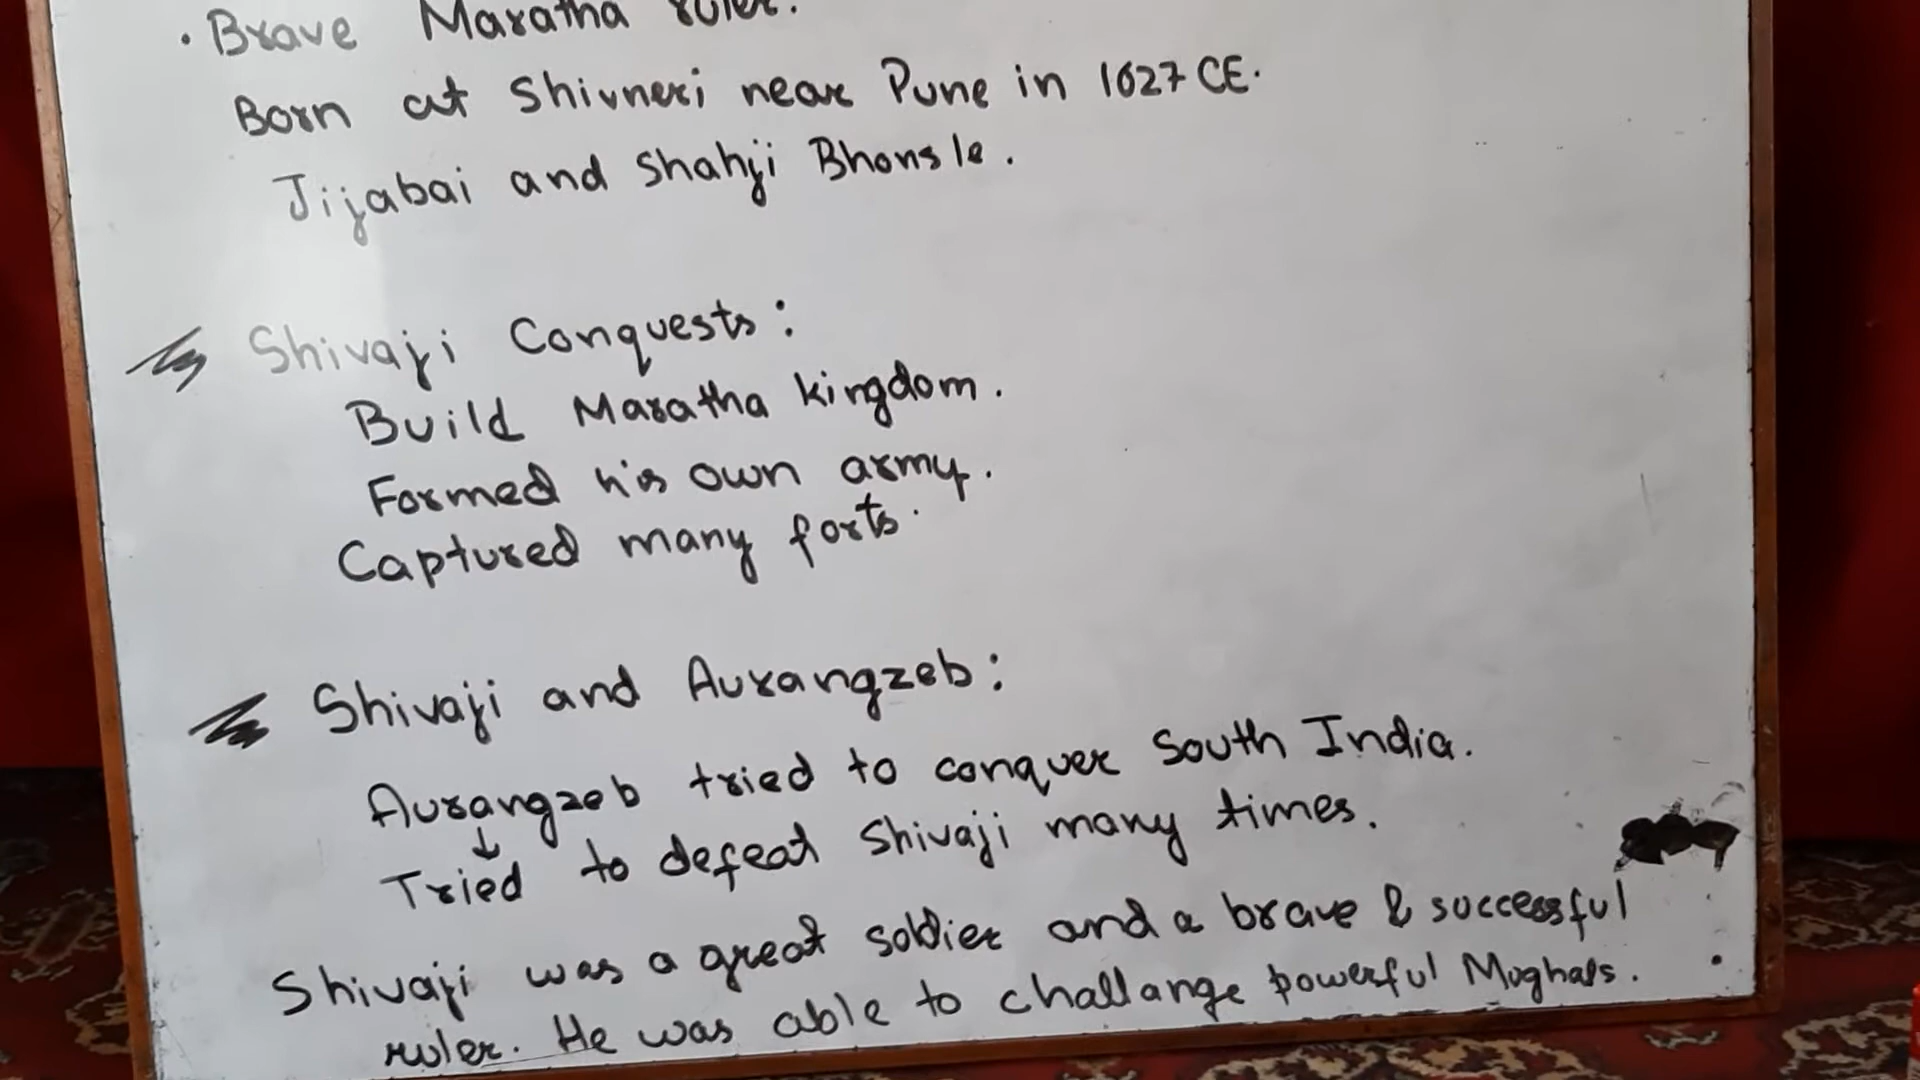 · Brave Maratha ruler.
Born at Shivneri near Pune in 1627 CE.
Jijabai and Shahji Bhonsle.
Shivaji Conquests:
Build Maratha kingdom.
Formed his own army.
Captured many forts.
Shivaji and Aurangzeb:
Aurangzeb tried to conquer South India.
↓
Tried to defeat Shivaji many times.
Shivaji was a great soldier and a brave & successful
ruler. He was able to challange powerful Mughals.